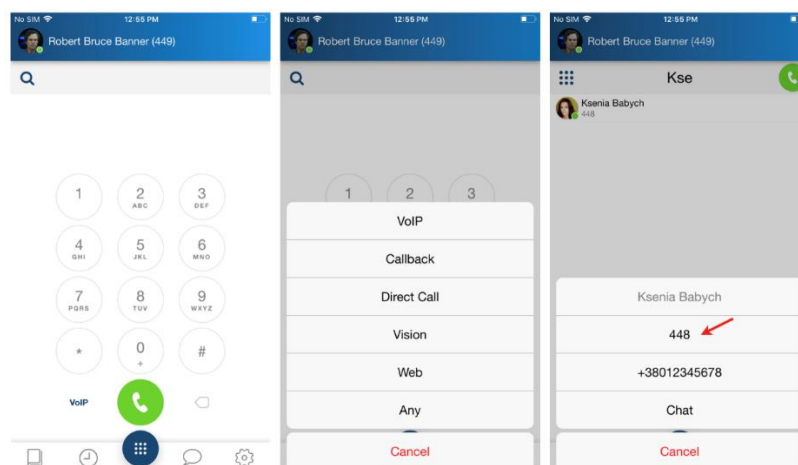 No SIM 12:55 PM
Robert Bruce Banner (449)
1 2 3
ABC DEF
4 5 6
GHI JKL MNO
7 8 9
PQRS TUV WXYZ
* 0 #
+
VoIP
No SIM 12:55 PM
Robert Bruce Banner (449)
1 2 3
VoIP
Callback
Direct Call
Vision
Web
Any
Cancel
No SIM 12:55 PM
Robert Bruce Banner (449)
Kse
Ksenia Babych
448
Ksenia Babych
448
+38012345678
Chat
Cancel